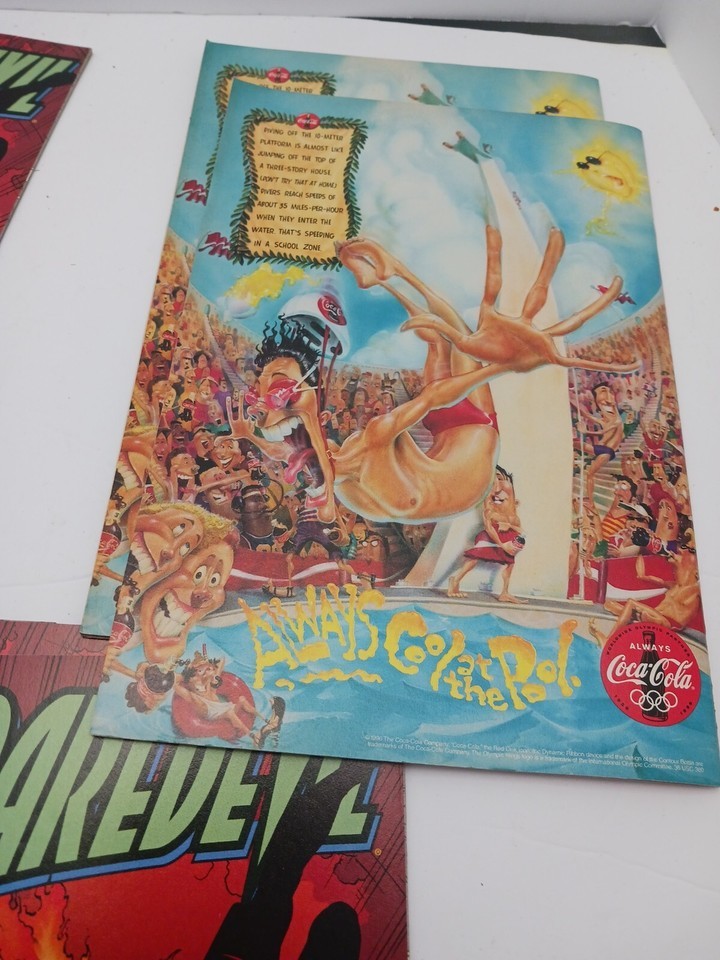 DIVING OFF THE 10-METER
PLATFORM IS ALMOST LIKE
JUMPING OFF THE TOP OF
A THREE-STORY HOUSE.
(DON'T TRY THAT AT HOME)
DIVERS REACH SPEEDS OF
ABOUT 35 MILES-PER-HOUR
WHEN THEY ENTER THE
WATER. THAT'S SPEEDING
IN A SCHOOL ZONE.
ALWAYS Cool at the Pool.
ALWAYS
Coca-Cola
DAREDEVIL